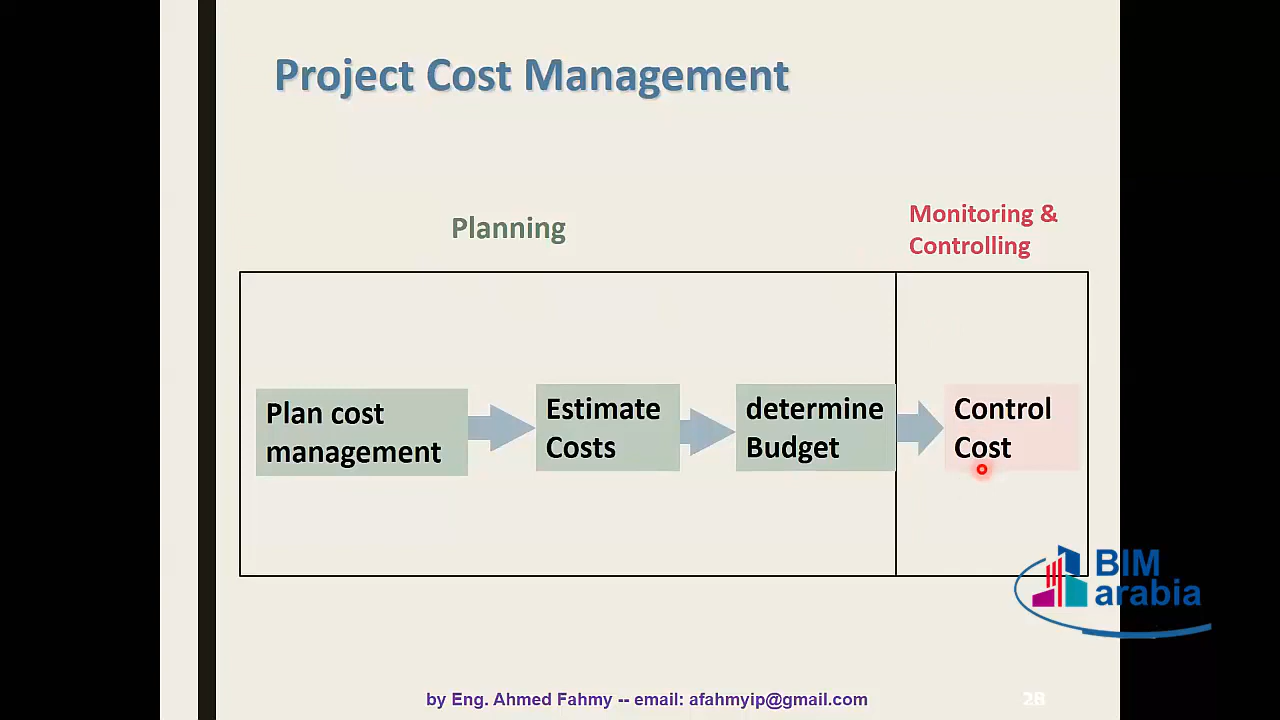 Project Cost Management
Planning
Monitoring &
Controlling
Plan cost
management
Estimate
Costs
determine
Budget
Control
Cost
BIM
arabia
by Eng. Ahmed Fahmy -- email: afahmyip@gmail.com
28